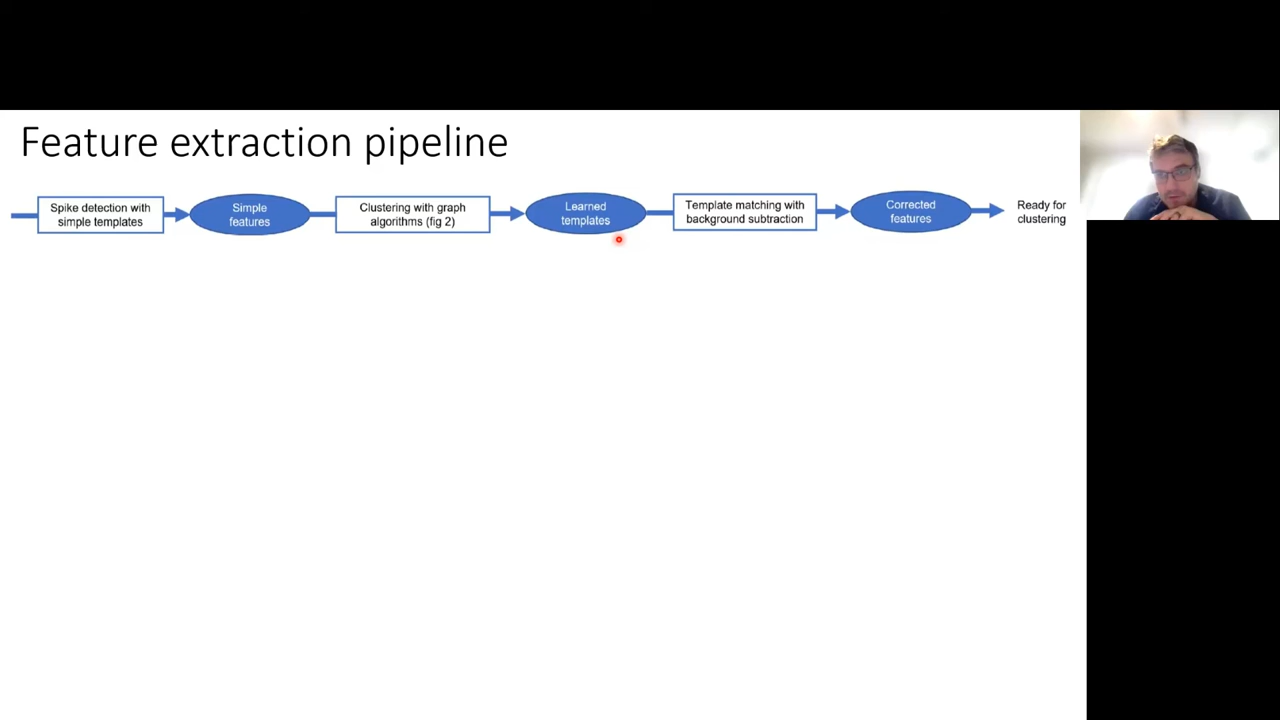 Feature extraction pipeline
Spike detection with
simple templates
Simple
features
Clustering with graph
algorithms (fig 2)
Learned
templates
Template matching with
background subtraction
Corrected
features
Ready for
clustering